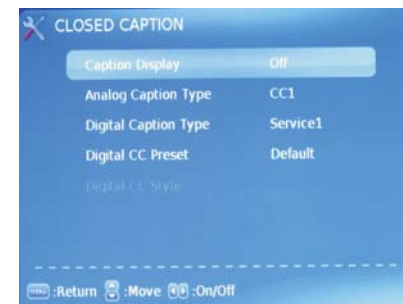 CLOSED CAPTION
Caption Display Off
Analog Caption Type CC1
Digital Caption Type Service1
Digital CC Preset Default
Digital CC Style
MENU :Return :Move :On/Off